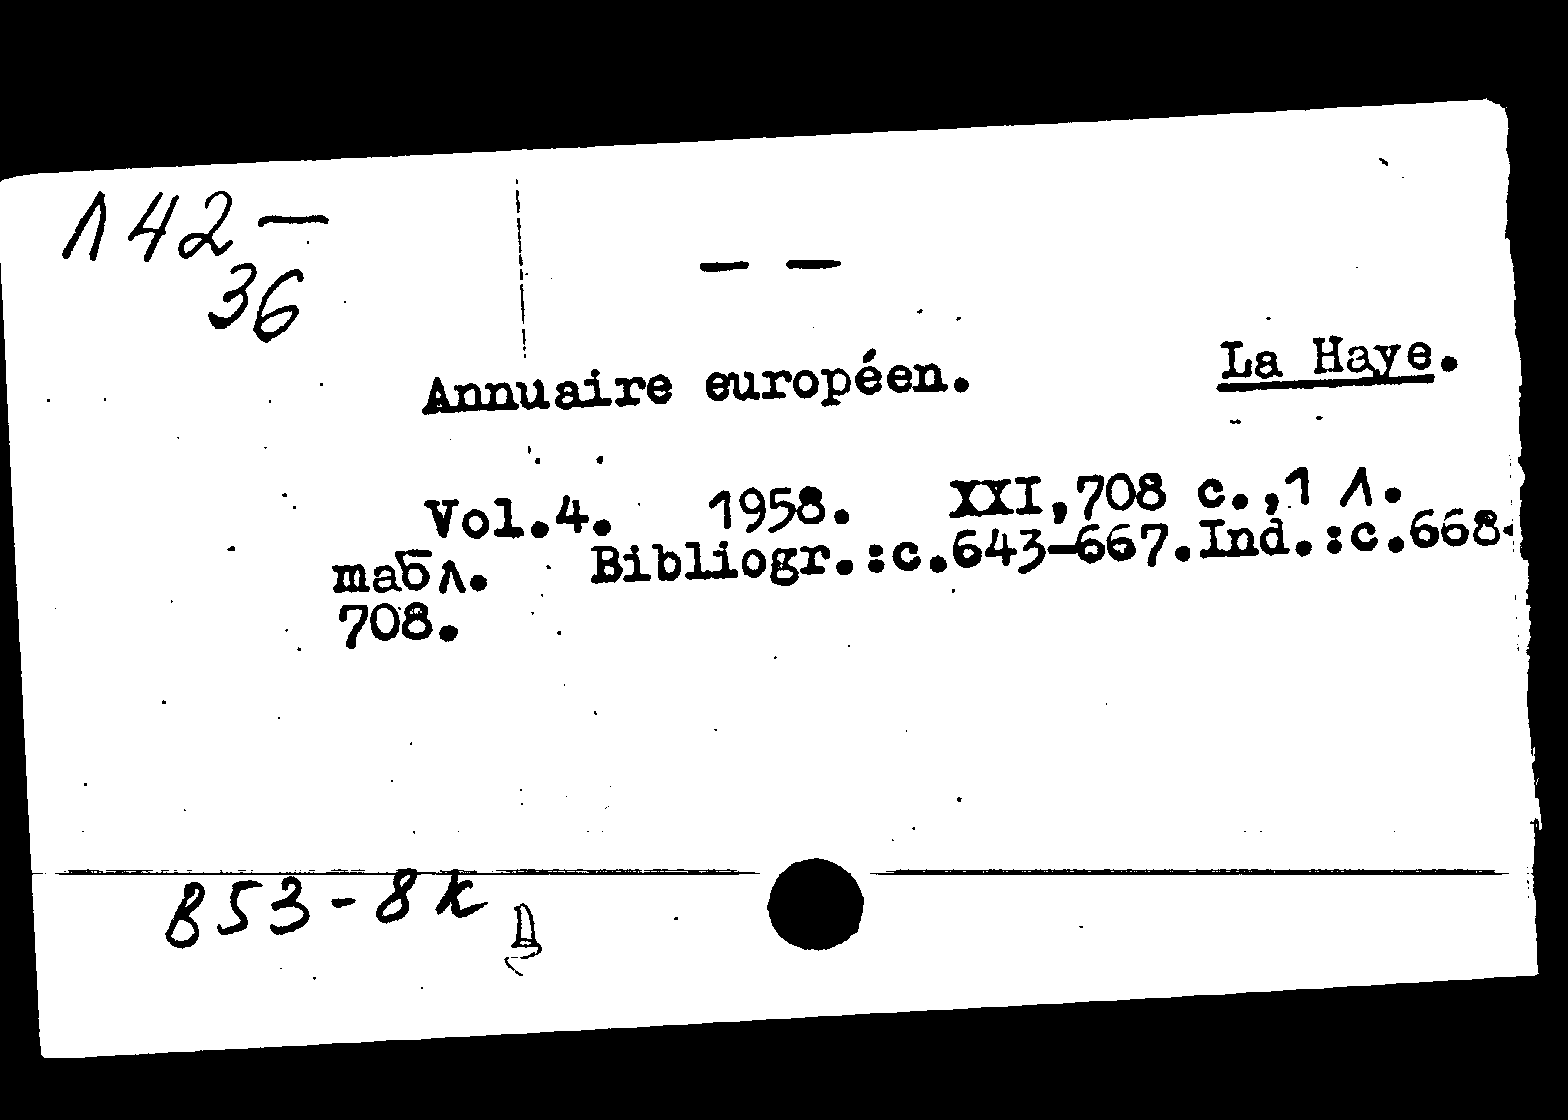 Л42—
36
— —
Annuaire européen. La Haye.
Vol.4. 1958. XXI,708 с.,1 л.
табл. Bibliogr.:с.643-667.Ind.:с.668-
708.
853-8к